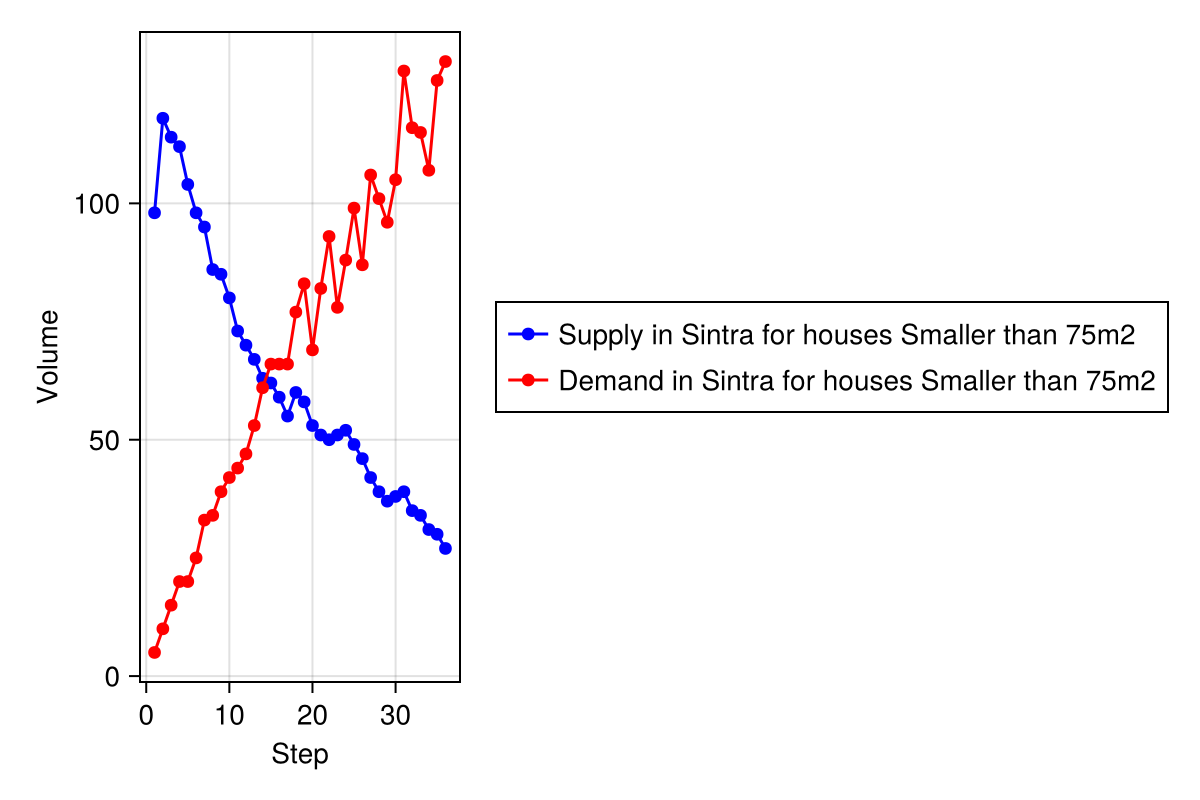 100
50
0
Volume
0 10 20 30
Step
Supply in Sintra for houses Smaller than 75m2
Demand in Sintra for houses Smaller than 75m2